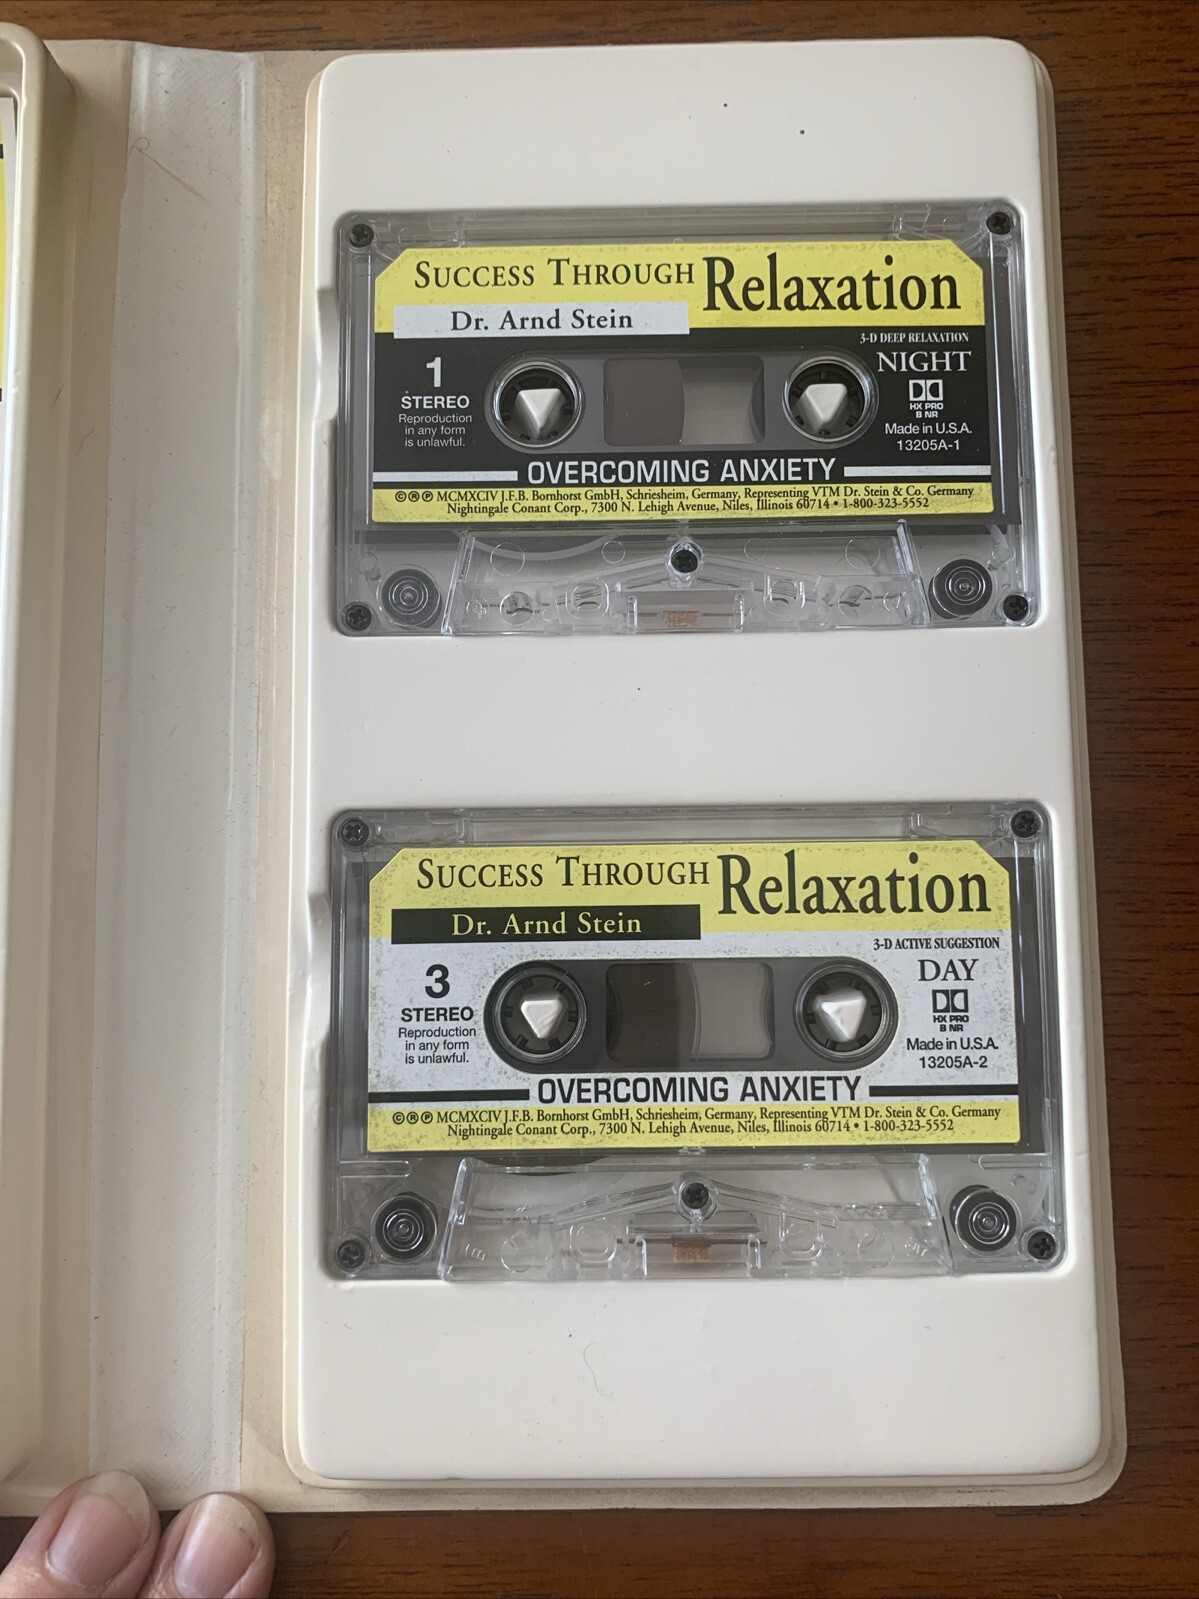 SUCCESS THROUGH Relaxation
Dr. Arnd Stein
3-D DEEP RELAXATION
NIGHT
1
STEREO
Reproduction
in any form
is unlawful.
HX PRO
B NR
Made in U.S.A.
13205A-1
OVERCOMING ANXIETY
©®℗ MCMXCIV J.F.B. Bornhorst GmbH, Schriesheim, Germany, Representing VTM Dr. Stein & Co. Germany
Nightingale Conant Corp., 7300 N. Lehigh Avenue, Niles, Illinois 60714 • 1-800-323-5552
SUCCESS THROUGH Relaxation
Dr. Arnd Stein
3-D ACTIVE SUGGESTION
DAY
3
STEREO
Reproduction
in any form
is unlawful.
HX PRO
B NR
Made in U.S.A.
13205A-2
OVERCOMING ANXIETY
©®℗ MCMXCIV J.F.B. Bornhorst GmbH, Schriesheim, Germany, Representing VTM Dr. Stein & Co. Germany
Nightingale Conant Corp., 7300 N. Lehigh Avenue, Niles, Illinois 60714 • 1-800-323-5552